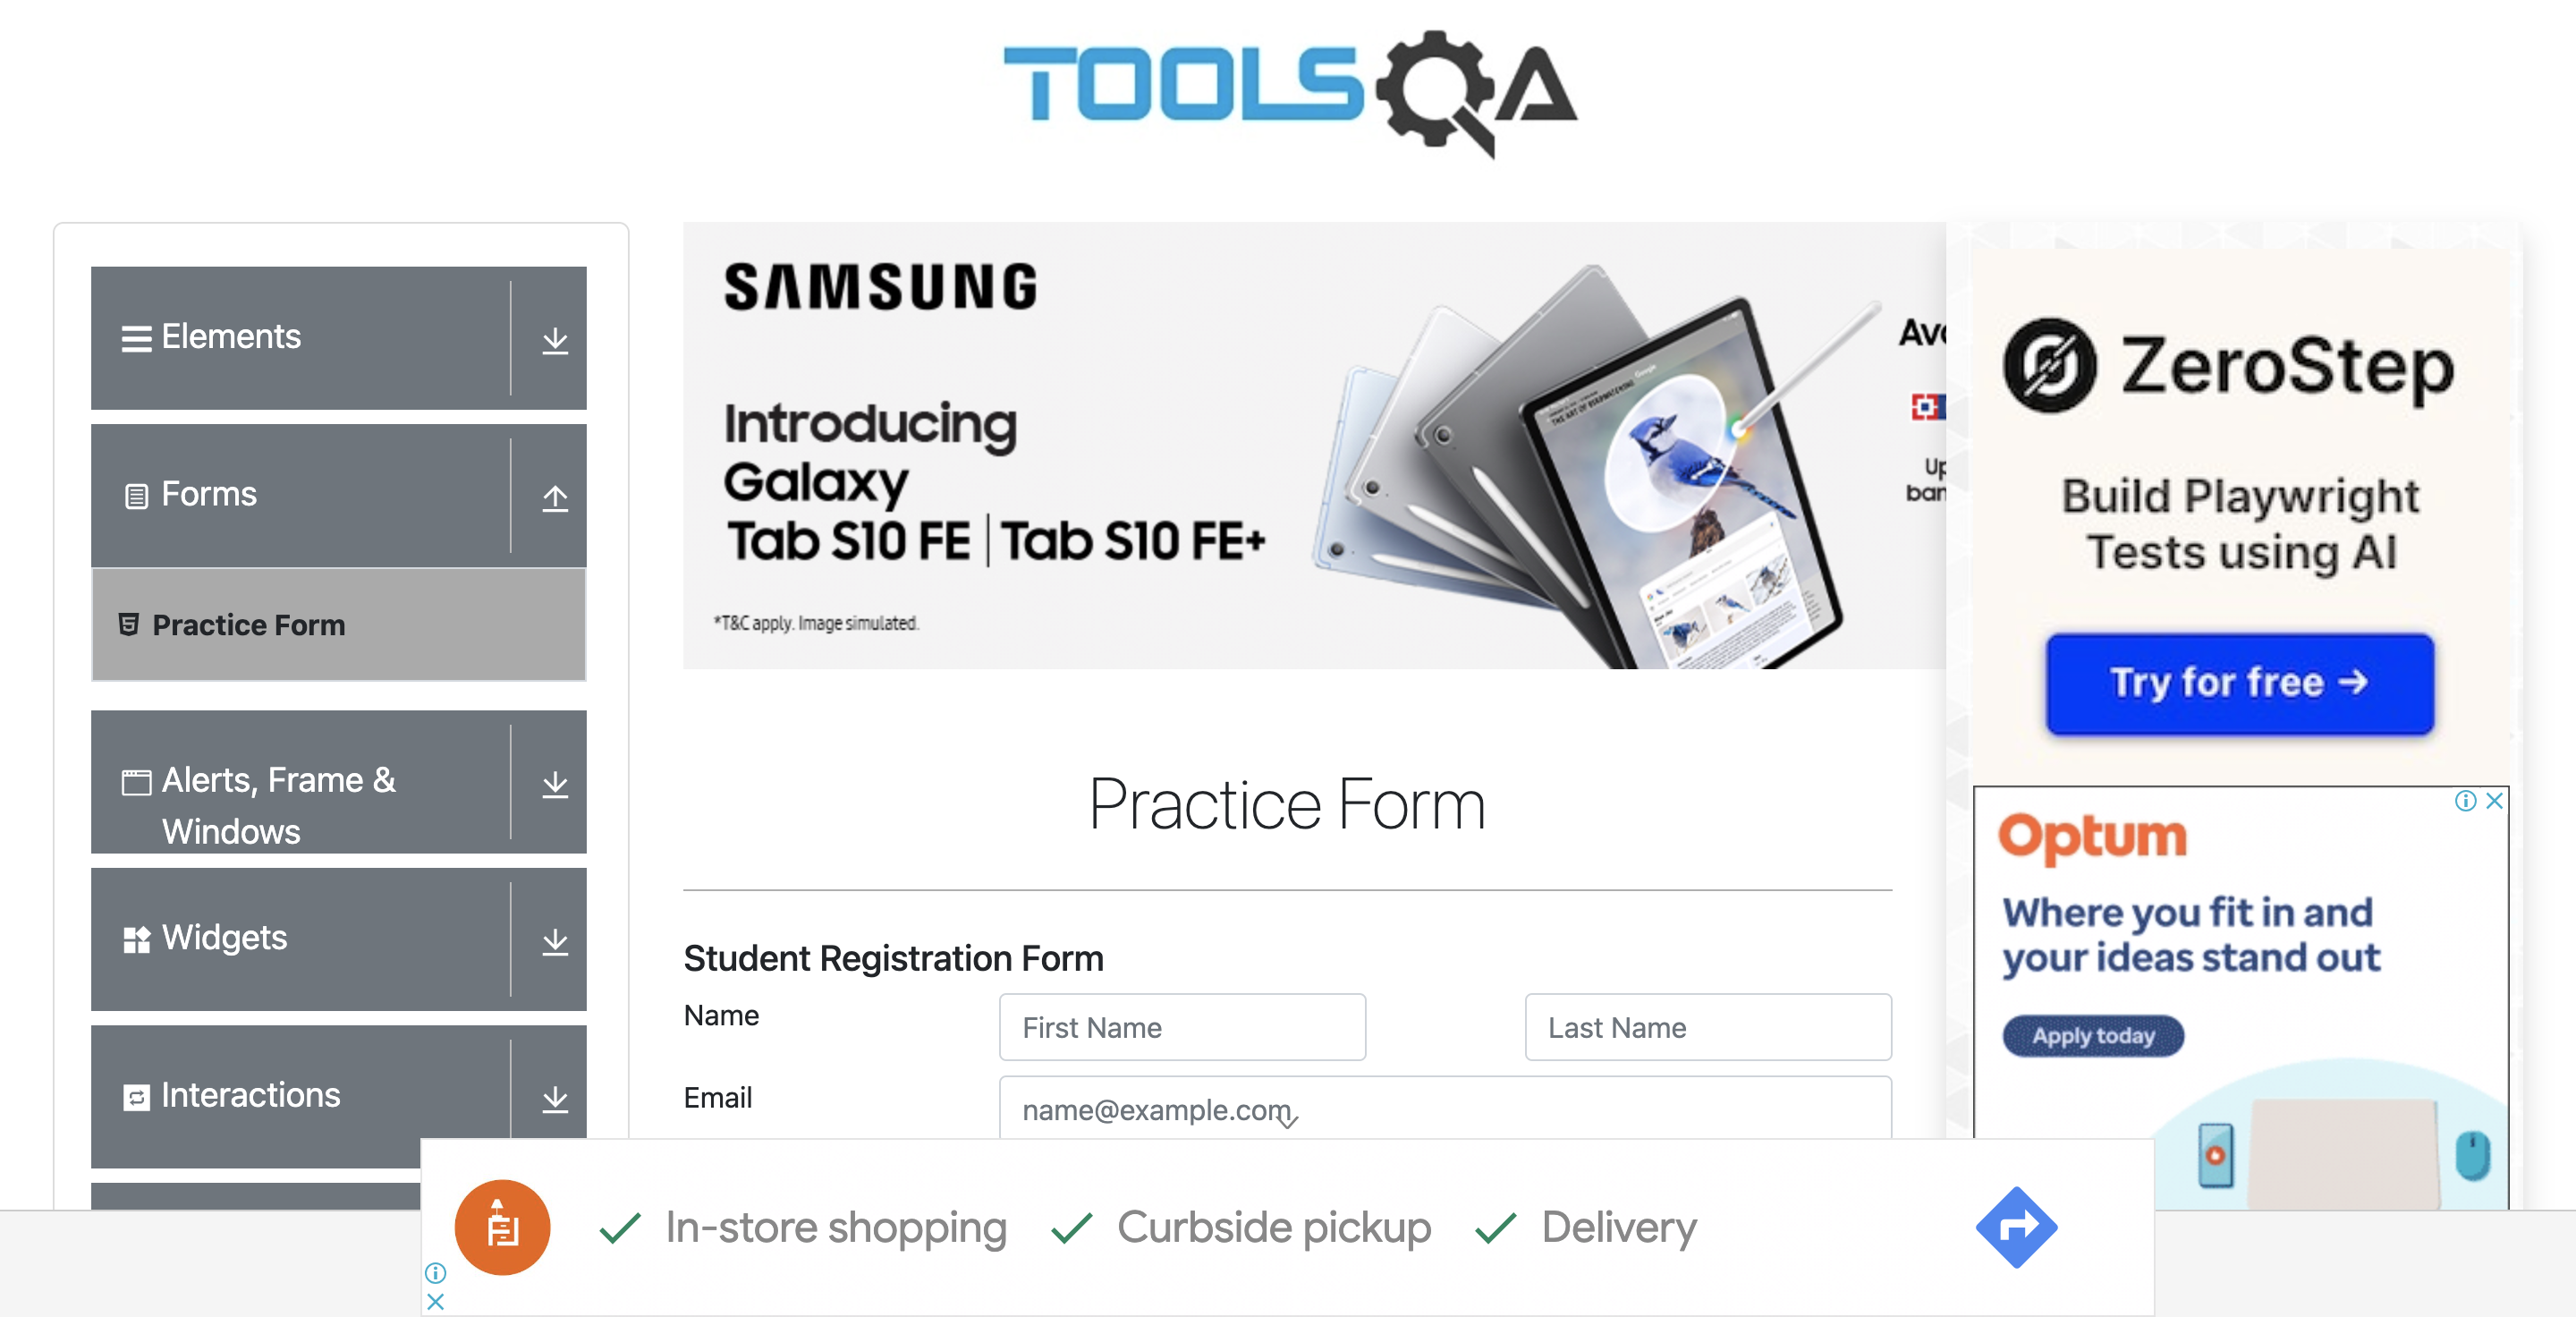 TOOLSQA
Elements
Forms
Practice Form
Alerts, Frame &
Windows
Widgets
Interactions
SAMSUNG
Introducing
Galaxy
Tab S10 FE | Tab S10 FE+
*T&C apply. Image simulated.
Practice Form
Student Registration Form
Name
First Name
Last Name
Email
name@example.com
ZeroStep
Build Playwright
Tests using AI
Try for free →
Optum
Where you fit in and
your ideas stand out
Apply today
In-store shopping
Curbside pickup
Delivery